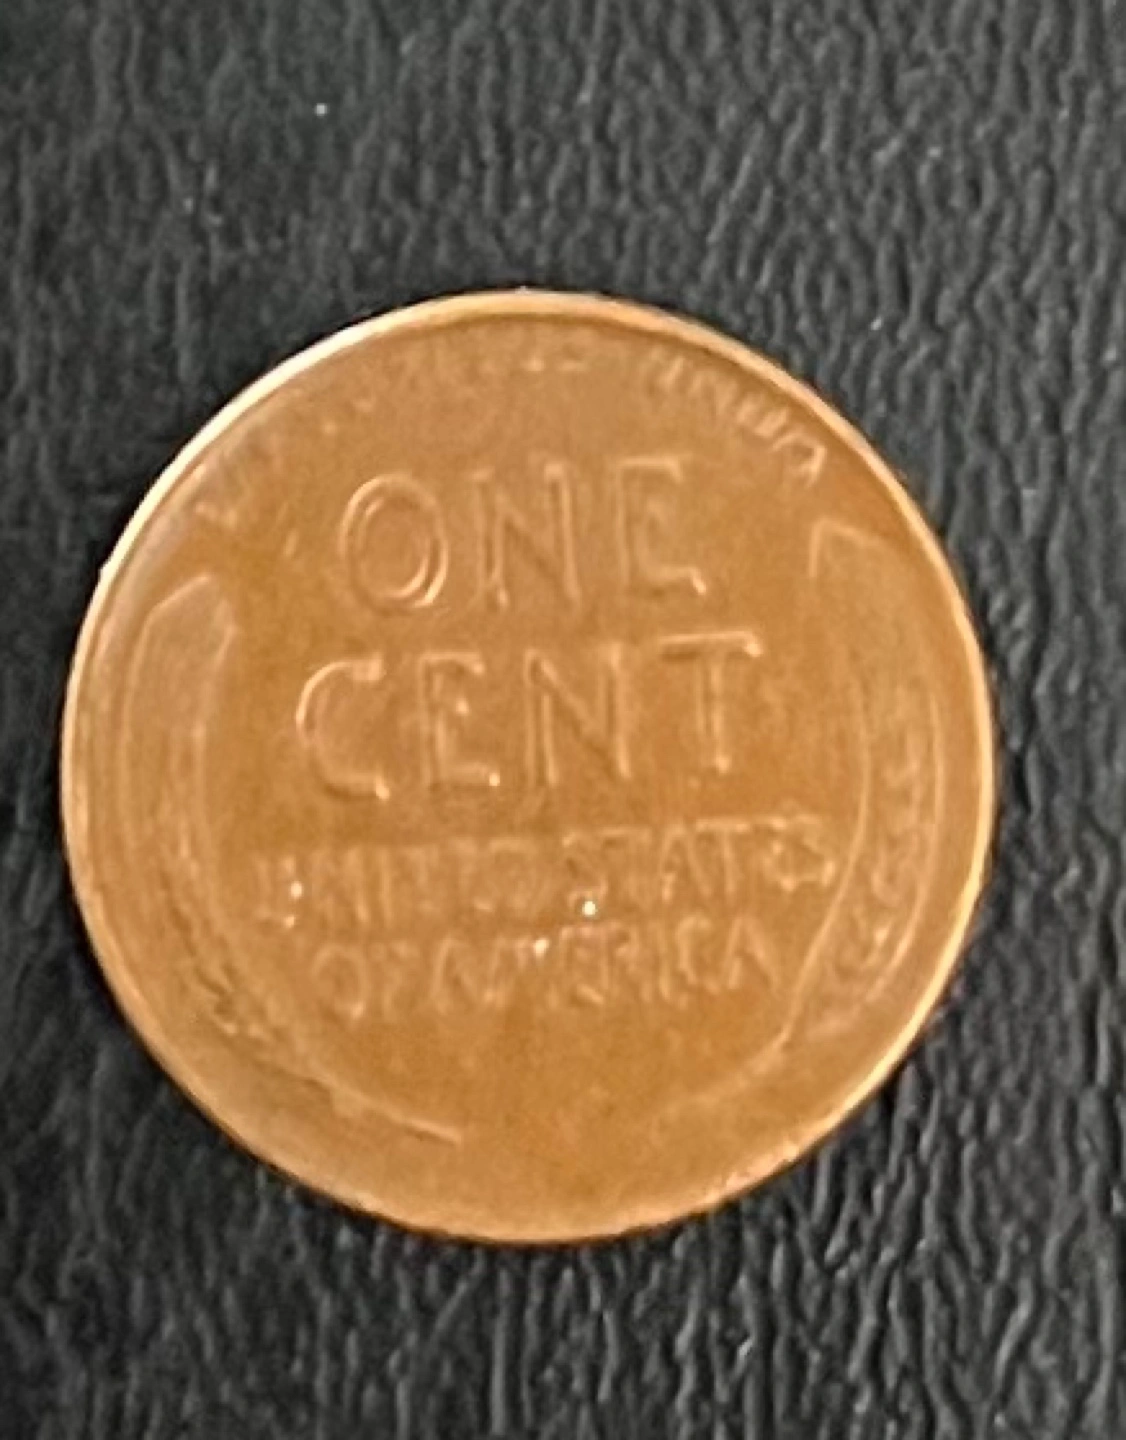 ONE
CENT
UNITED STATES
OF AMERICA